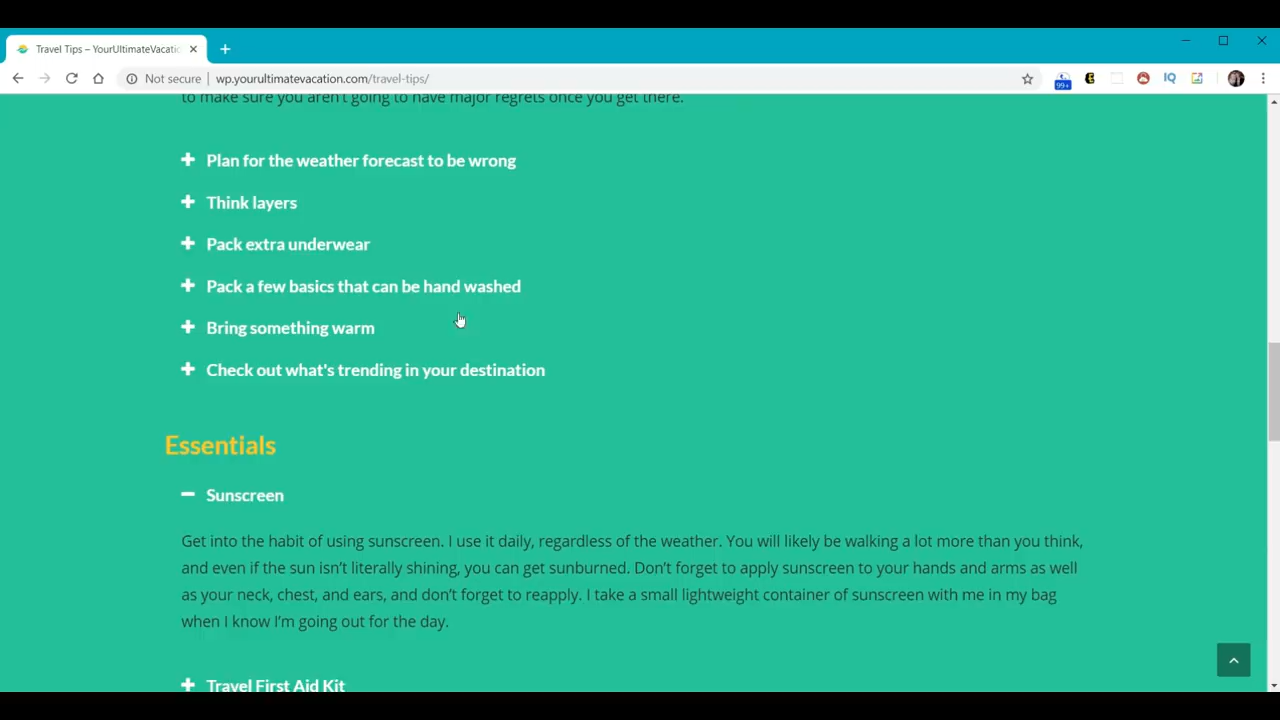 Travel Tips – YourUltimateVacatio
Not secure
wp.yourultimatevacation.com/travel-tips/
99+
IQ
to make sure you aren't going to have major regrets once you get there.
Plan for the weather forecast to be wrong
Think layers
Pack extra underwear
Pack a few basics that can be hand washed
Bring something warm
Check out what's trending in your destination
Essentials
Sunscreen
Get into the habit of using sunscreen. I use it daily, regardless of the weather. You will likely be walking a lot more than you think,
and even if the sun isn't literally shining, you can get sunburned. Don't forget to apply sunscreen to your hands and arms as well
as your neck, chest, and ears, and don't forget to reapply. I take a small lightweight container of sunscreen with me in my bag
when I know I'm going out for the day.
Travel First Aid Kit